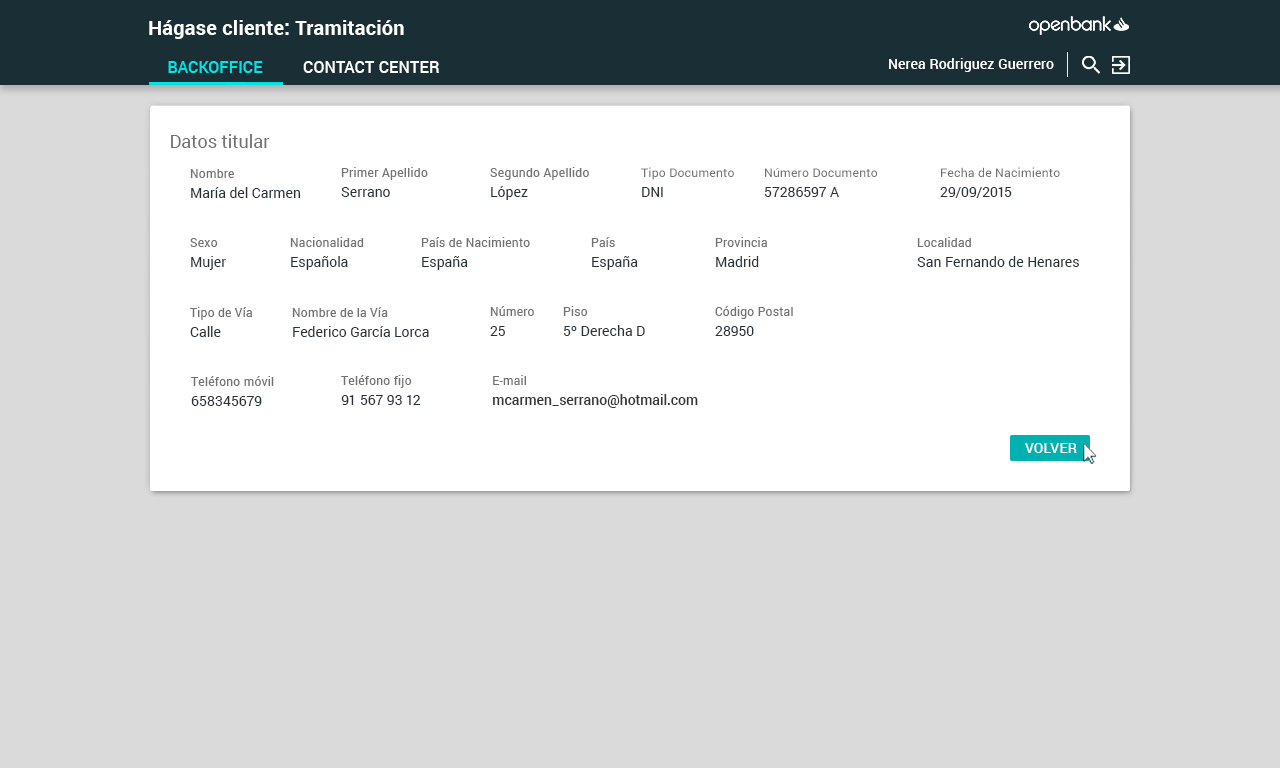 Hágase cliente: Tramitación
openbank
BACKOFFICE CONTACT CENTER
Nerea Rodriguez Guerrero
Datos titular
Nombre Primer Apellido Segundo Apellido Tipo Documento Número Documento Fecha de Nacimiento
María del Carmen Serrano López DNI 57286597 A 29/09/2015
Sexo Nacionalidad País de Nacimiento País Provincia Localidad
Mujer Española España España Madrid San Fernando de Henares
Tipo de Vía Nombre de la Vía Número Piso Código Postal
Calle Federico García Lorca 25 5º Derecha D 28950
Teléfono móvil Teléfono fijo E-mail
658345679 91 567 93 12 mcarmen_serrano@hotmail.com
VOLVER